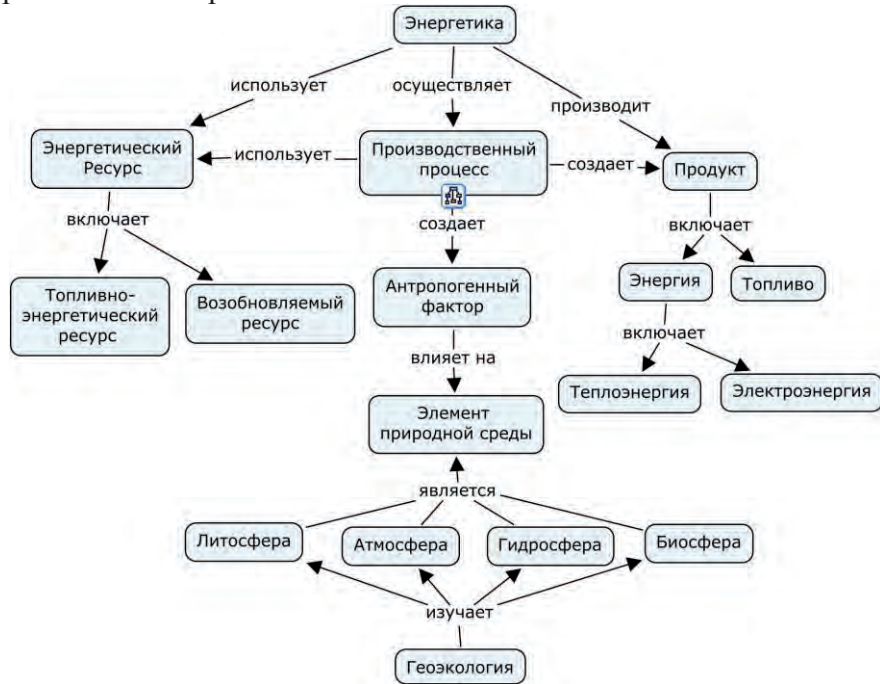 Энергетика
использует
осуществляет
производит
Энергетический
Ресурс
использует
Производственный
процесс
создает
Продукт
включает
создает
включает
Топливно-
энергетический
ресурс
Возобновляемый
ресурс
Антропогенный
фактор
Энергия
Топливо
включает
влияет на
Теплоэнергия
Электроэнергия
Элемент
природной среды
является
Литосфера
Атмосфера
Гидросфера
Биосфера
изучает
Геоэкология